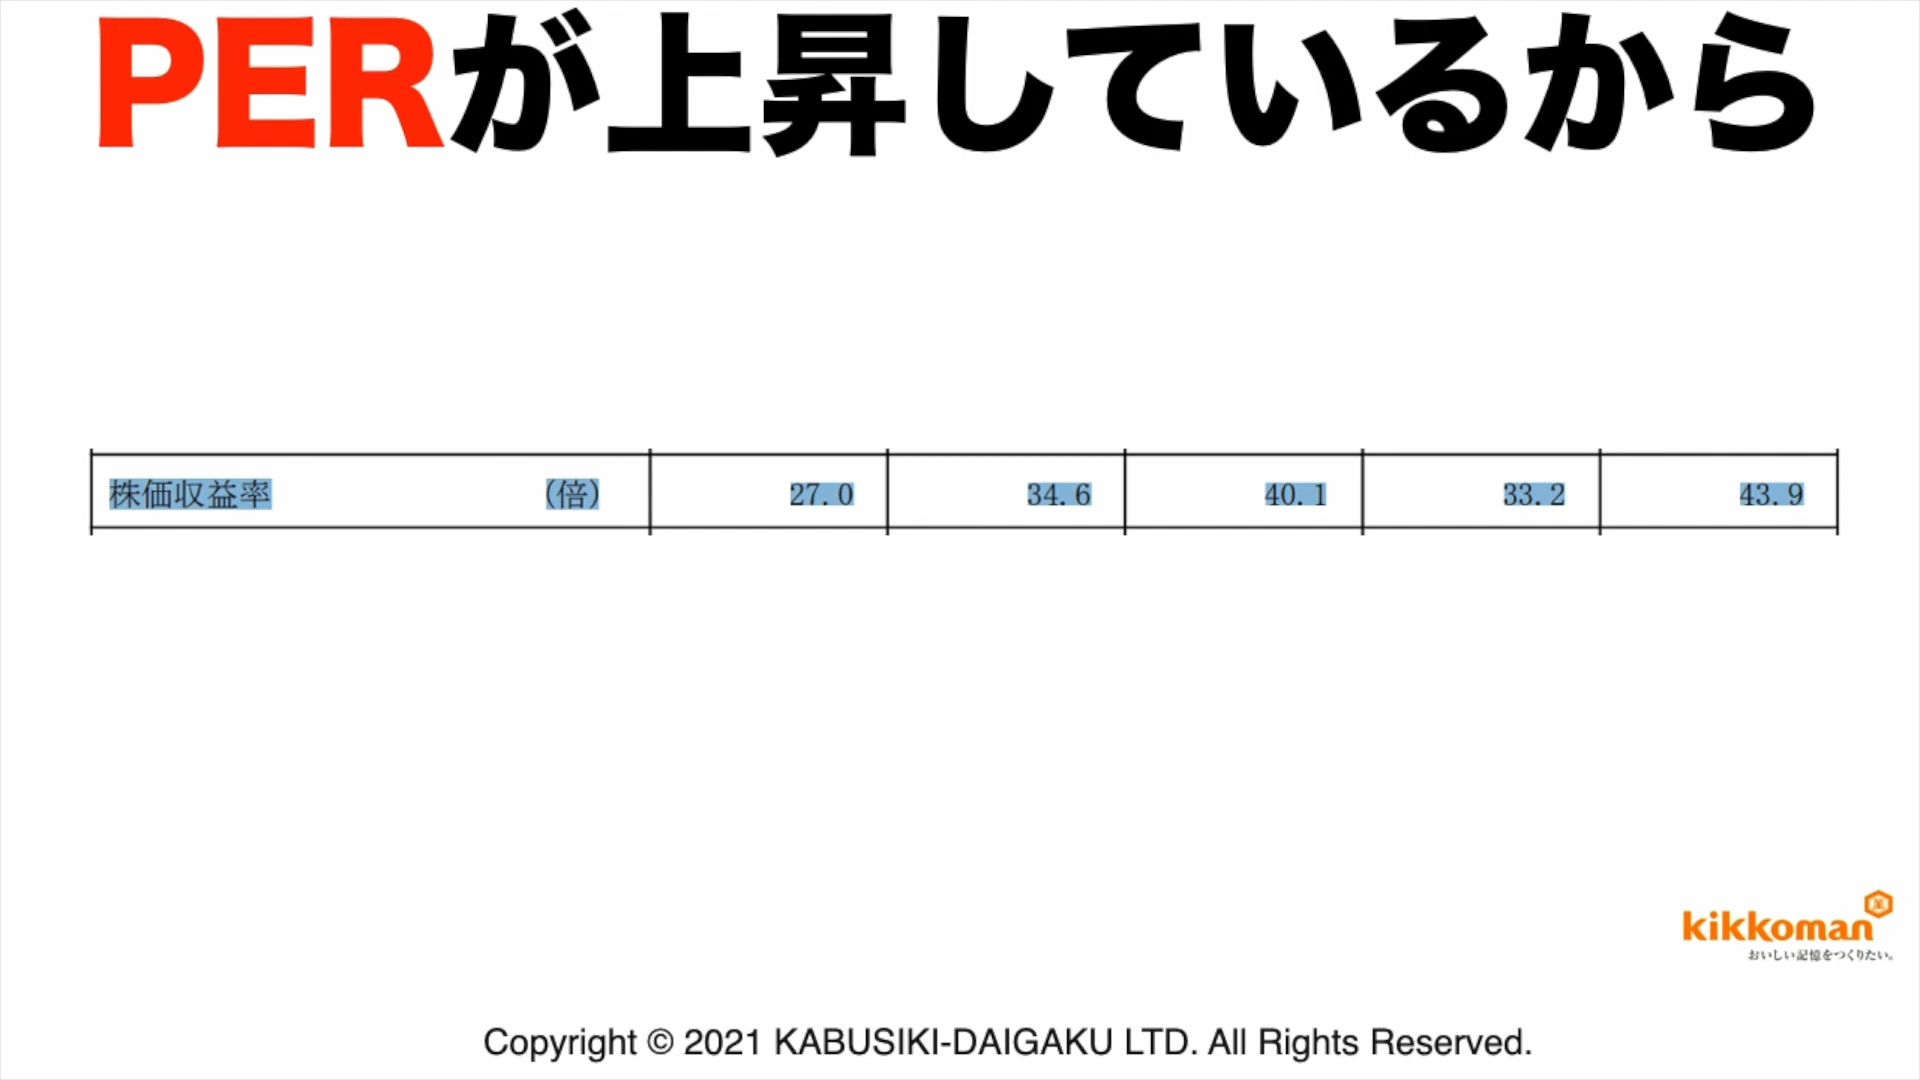 PERが上昇しているから
株価収益率 (倍) 27.0 34.6 40.1 33.2 43.9
kikkoman
おいしい記憶をつくりたい。
Copyright © 2021 KABUSIKI-DAIGAKU LTD. All Rights Reserved.